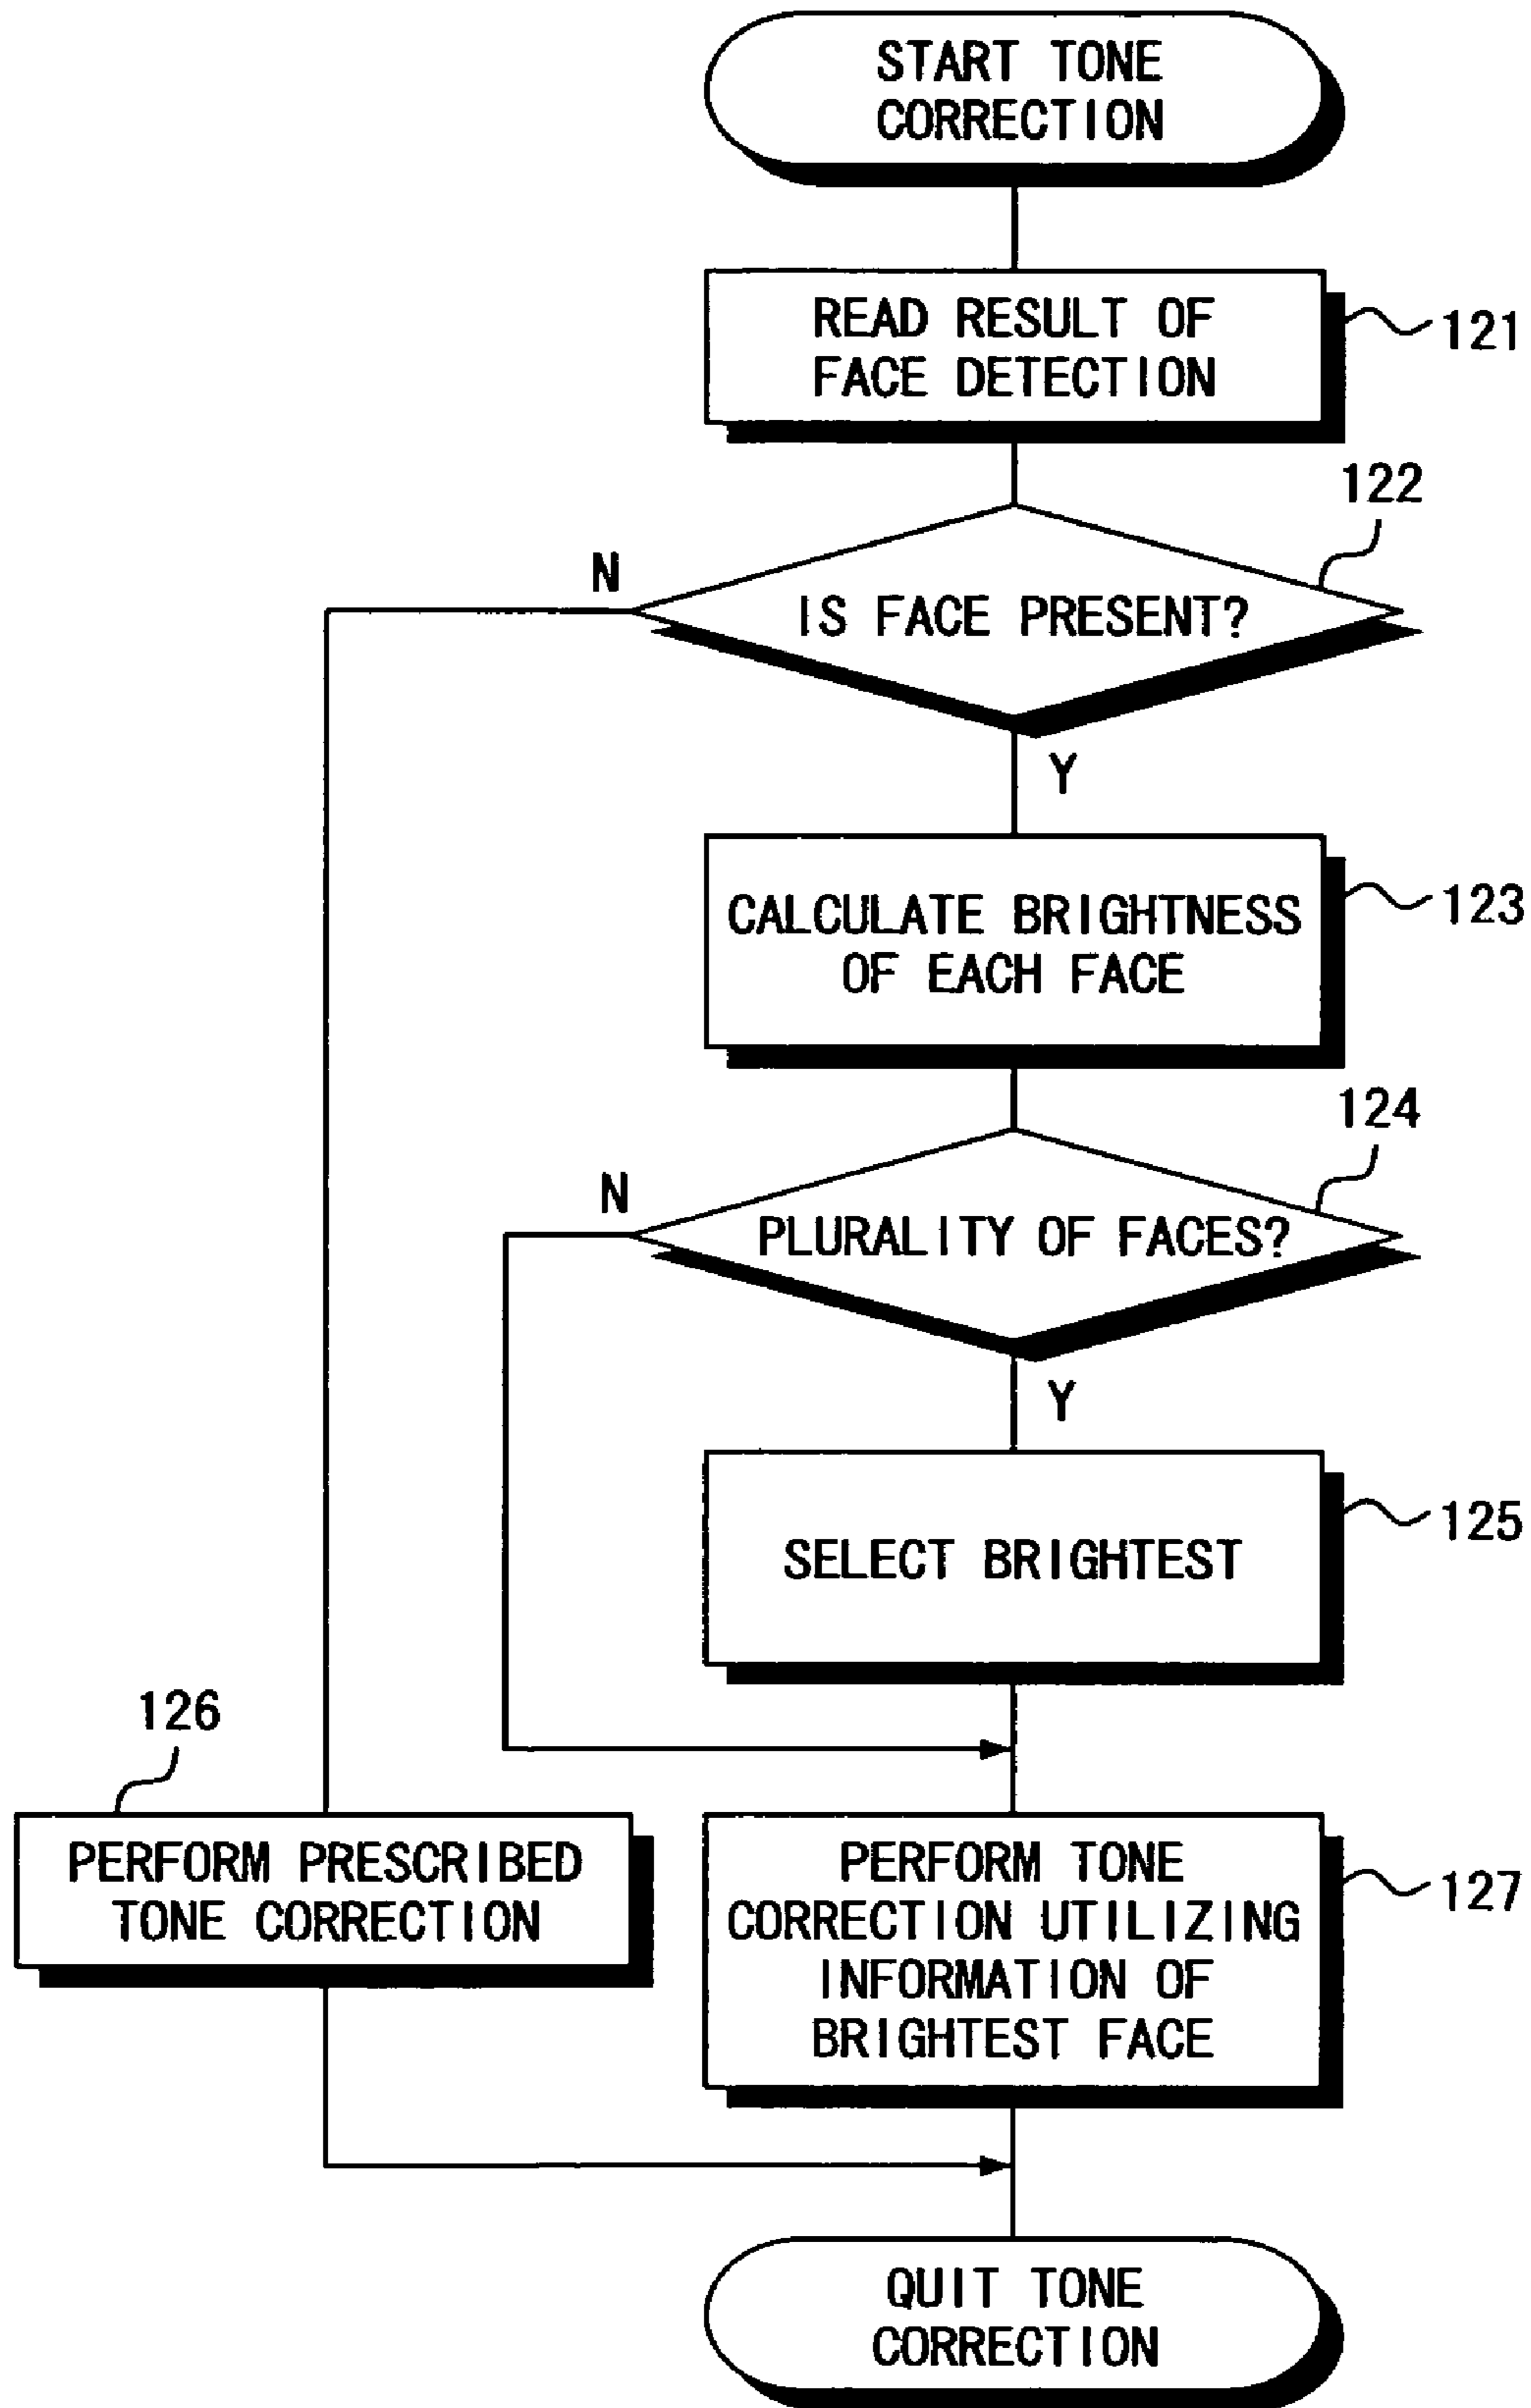 START TONE
CORRECTION
READ RESULT OF
FACE DETECTION
121
122
N
IS FACE PRESENT?
Y
CALCULATE BRIGHTNESS
OF EACH FACE
123
124
N
PLURALITY OF FACES?
Y
SELECT BRIGHTEST
125
126
PERFORM PRESCRIBED
TONE CORRECTION
PERFORM TONE
CORRECTION UTILIZING
INFORMATION OF
BRIGHTEST FACE
127
QUIT TONE
CORRECTION